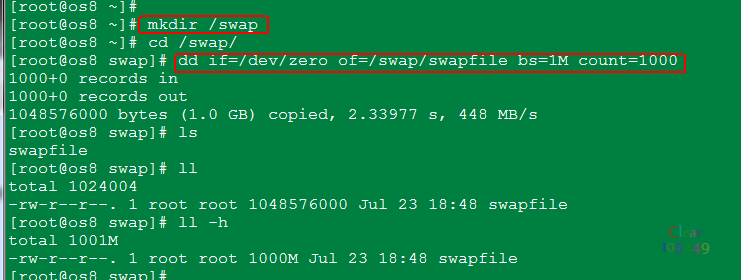 [root@os8 ~]#
[root@os8 ~]# mkdir /swap
[root@os8 ~]# cd /swap/
[root@os8 swap]# dd if=/dev/zero of=/swap/swapfile bs=1M count=1000
1000+0 records in
1000+0 records out
1048576000 bytes (1.0 GB) copied, 2.33977 s, 448 MB/s
[root@os8 swap]# ls
swapfile
[root@os8 swap]# ll
total 1024004
-rw-r--r--. 1 root root 1048576000 Jul 23 18:48 swapfile
[root@os8 swap]# ll -h
total 1001M
-rw-r--r--. 1 root root 1000M Jul 23 18:48 swapfile
[root@os8 swap]#